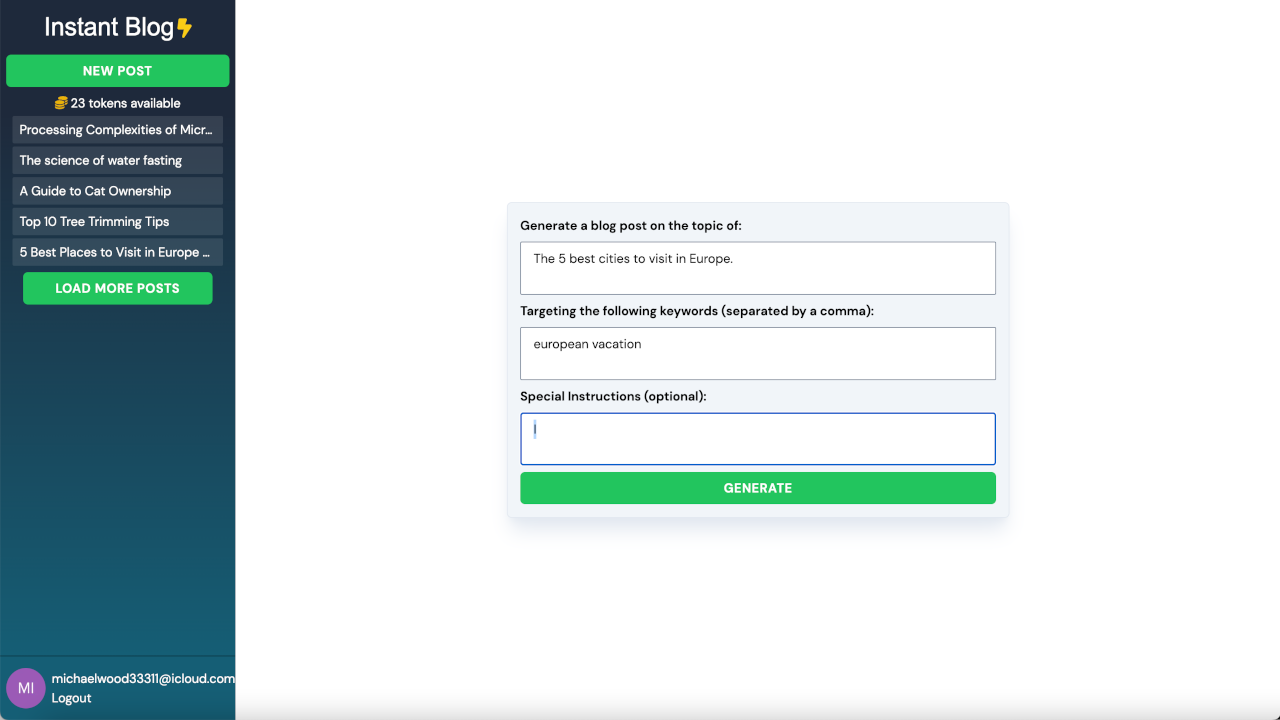 Instant Blog
NEW POST
23 tokens available
Processing Complexities of Micr...
The science of water fasting
A Guide to Cat Ownership
Top 10 Tree Trimming Tips
5 Best Places to Visit in Europe ...
LOAD MORE POSTS
Generate a blog post on the topic of:
The 5 best cities to visit in Europe.
Targeting the following keywords (separated by a comma):
european vacation
Special Instructions (optional):
GENERATE
MI
michaelwood33311@icloud.com
Logout